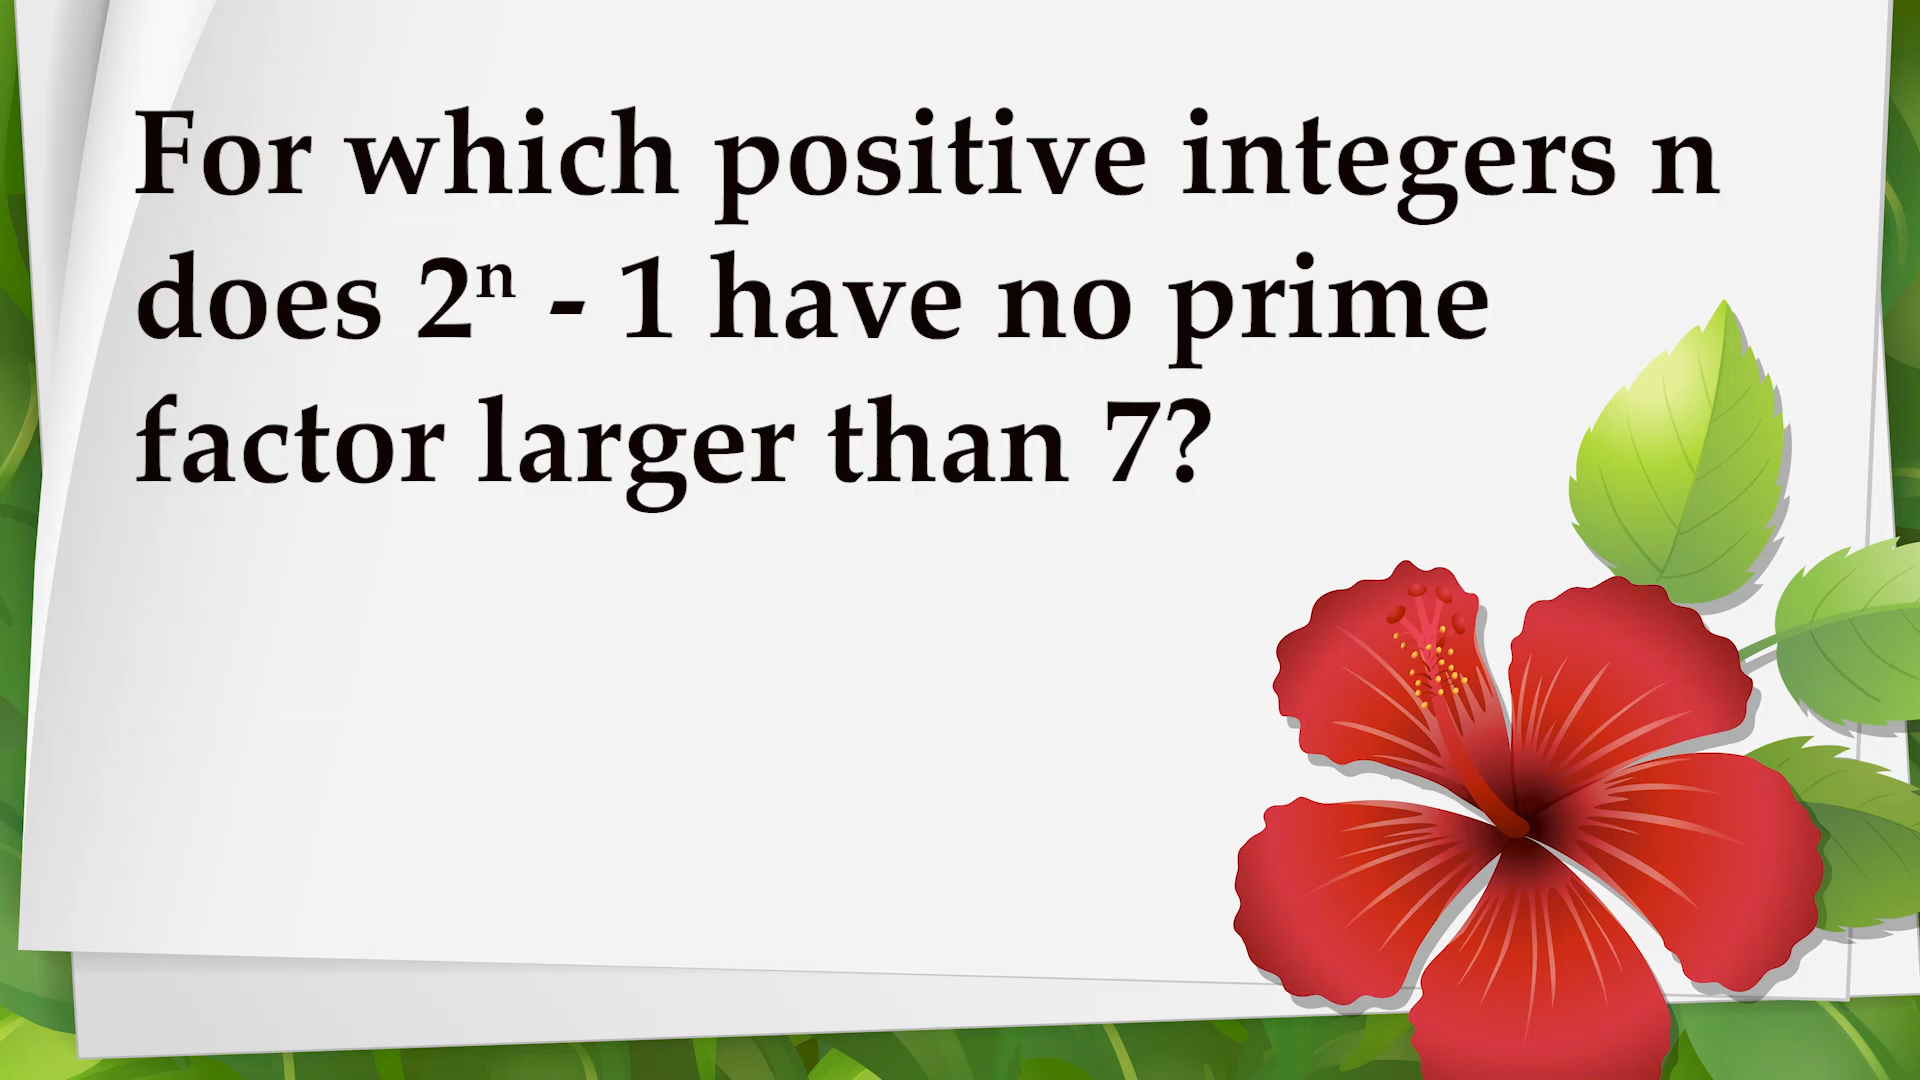 For which positive integers n
does 2ⁿ - 1 have no prime
factor larger than 7?